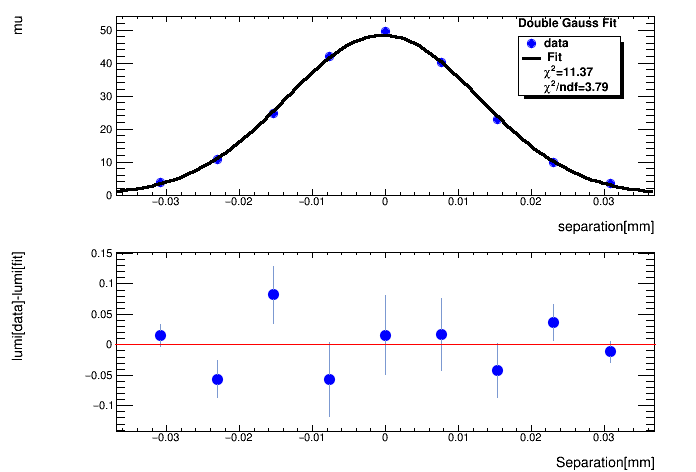 mu
Double Gauss Fit
data
Fit
χ²=11.37
χ²/ndf=3.79
50
40
30
20
10
0
−0.03 −0.02 −0.01 0 0.01 0.02 0.03
separation[mm]
lumi[data]-lumi[fit]
0.15
0.1
0.05
0
−0.05
−0.1
−0.03 −0.02 −0.01 0 0.01 0.02 0.03
Separation[mm]